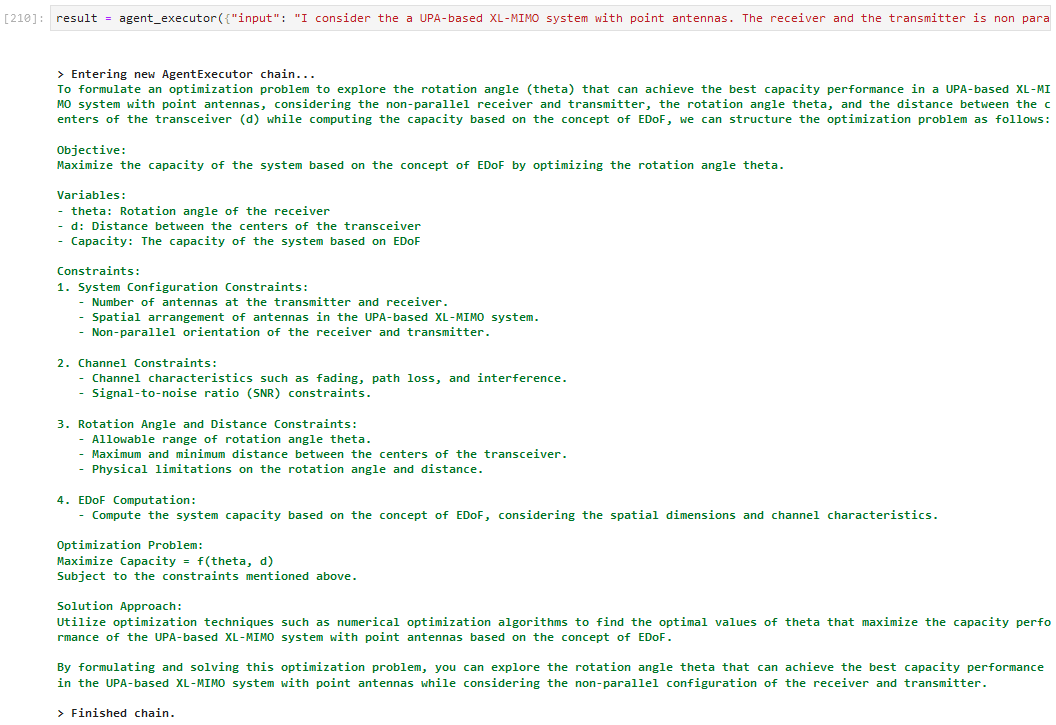 [210]: result = agent_executor({"input": "I consider the a UPA-based XL-MIMO system with point antennas. The receiver and the transmitter is non para
> Entering new AgentExecutor chain...
To formulate an optimization problem to explore the rotation angle (theta) that can achieve the best capacity performance in a UPA-based XL-MI
MO system with point antennas, considering the non-parallel receiver and transmitter, the rotation angle theta, and the distance between the c
enters of the transceiver (d) while computing the capacity based on the concept of EDoF, we can structure the optimization problem as follows:
Objective:
Maximize the capacity of the system based on the concept of EDoF by optimizing the rotation angle theta.
Variables:
- theta: Rotation angle of the receiver
- d: Distance between the centers of the transceiver
- Capacity: The capacity of the system based on EDoF
Constraints:
1. System Configuration Constraints:
- Number of antennas at the transmitter and receiver.
- Spatial arrangement of antennas in the UPA-based XL-MIMO system.
- Non-parallel orientation of the receiver and transmitter.
2. Channel Constraints:
- Channel characteristics such as fading, path loss, and interference.
- Signal-to-noise ratio (SNR) constraints.
3. Rotation Angle and Distance Constraints:
- Allowable range of rotation angle theta.
- Maximum and minimum distance between the centers of the transceiver.
- Physical limitations on the rotation angle and distance.
4. EDoF Computation:
- Compute the system capacity based on the concept of EDoF, considering the spatial dimensions and channel characteristics.
Optimization Problem:
Maximize Capacity = f(theta, d)
Subject to the constraints mentioned above.
Solution Approach:
Utilize optimization techniques such as numerical optimization algorithms to find the optimal values of theta that maximize the capacity perfo
rmance of the UPA-based XL-MIMO system with point antennas based on the concept of EDoF.
By formulating and solving this optimization problem, you can explore the rotation angle theta that can achieve the best capacity performance
in the UPA-based XL-MIMO system with point antennas while considering the non-parallel configuration of the receiver and transmitter.
> Finished chain.